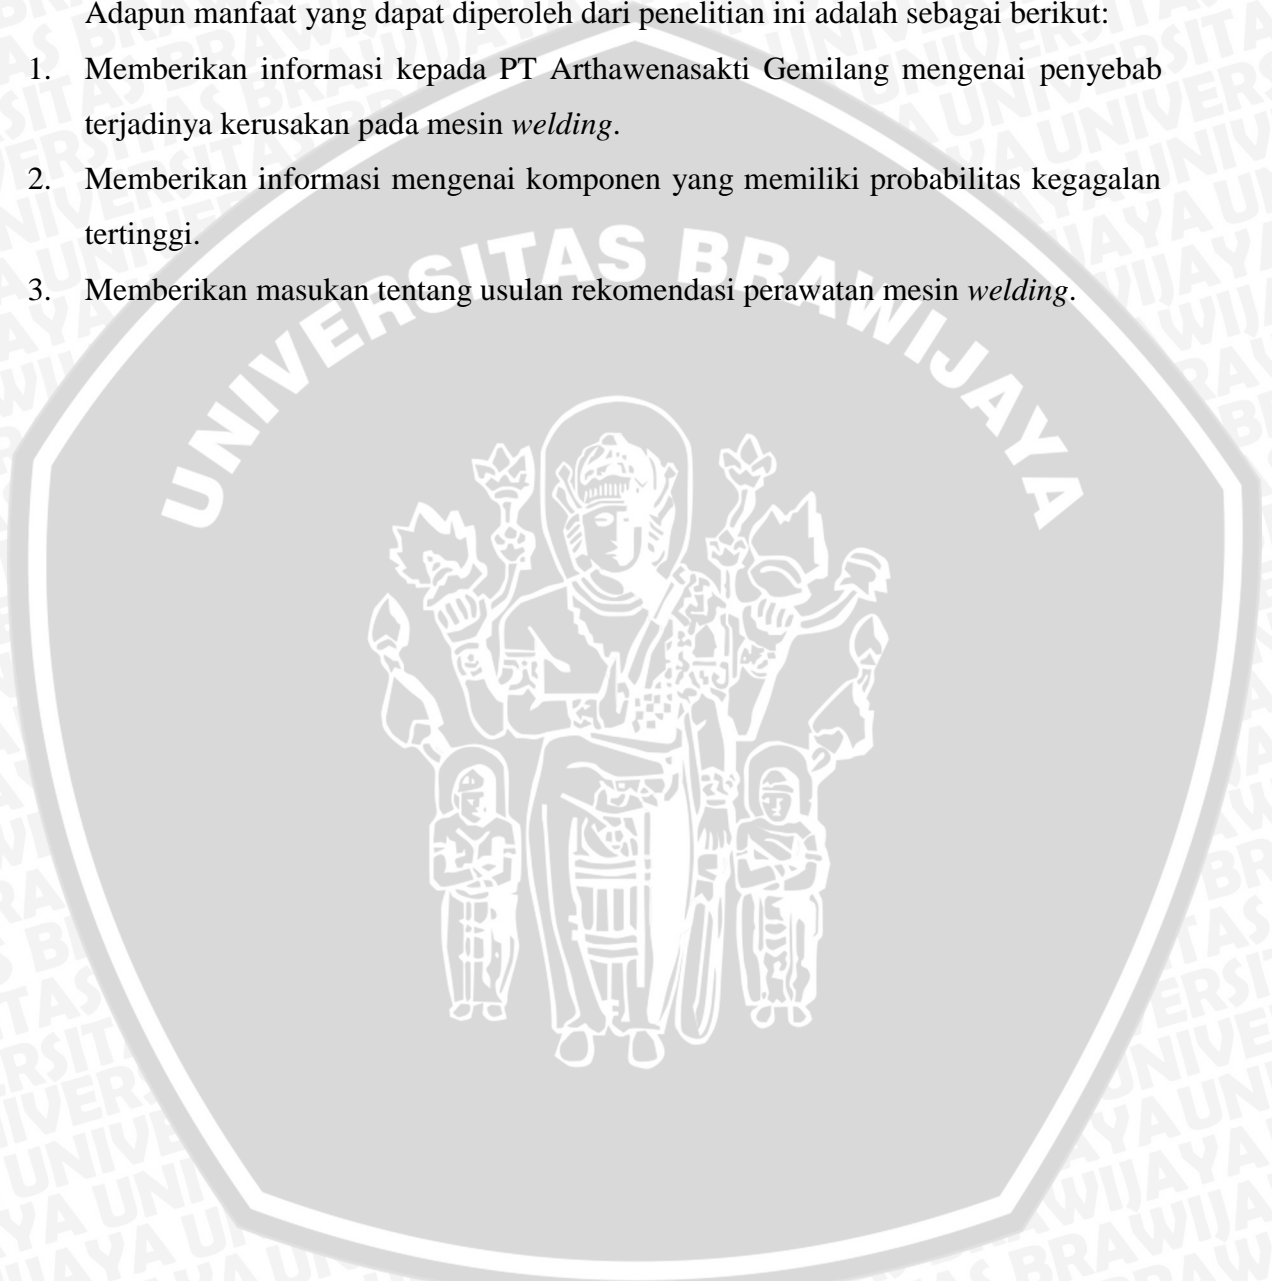 Adapun manfaat yang dapat diperoleh dari penelitian ini adalah sebagai berikut:
1. Memberikan informasi kepada PT Arthawenasakti Gemilang mengenai penyebab
terjadinya kerusakan pada mesin welding.
2. Memberikan informasi mengenai komponen yang memiliki probabilitas kegagalan
tertinggi.
3. Memberikan masukan tentang usulan rekomendasi perawatan mesin welding.
UNIVERSITAS BRAWIJAYA